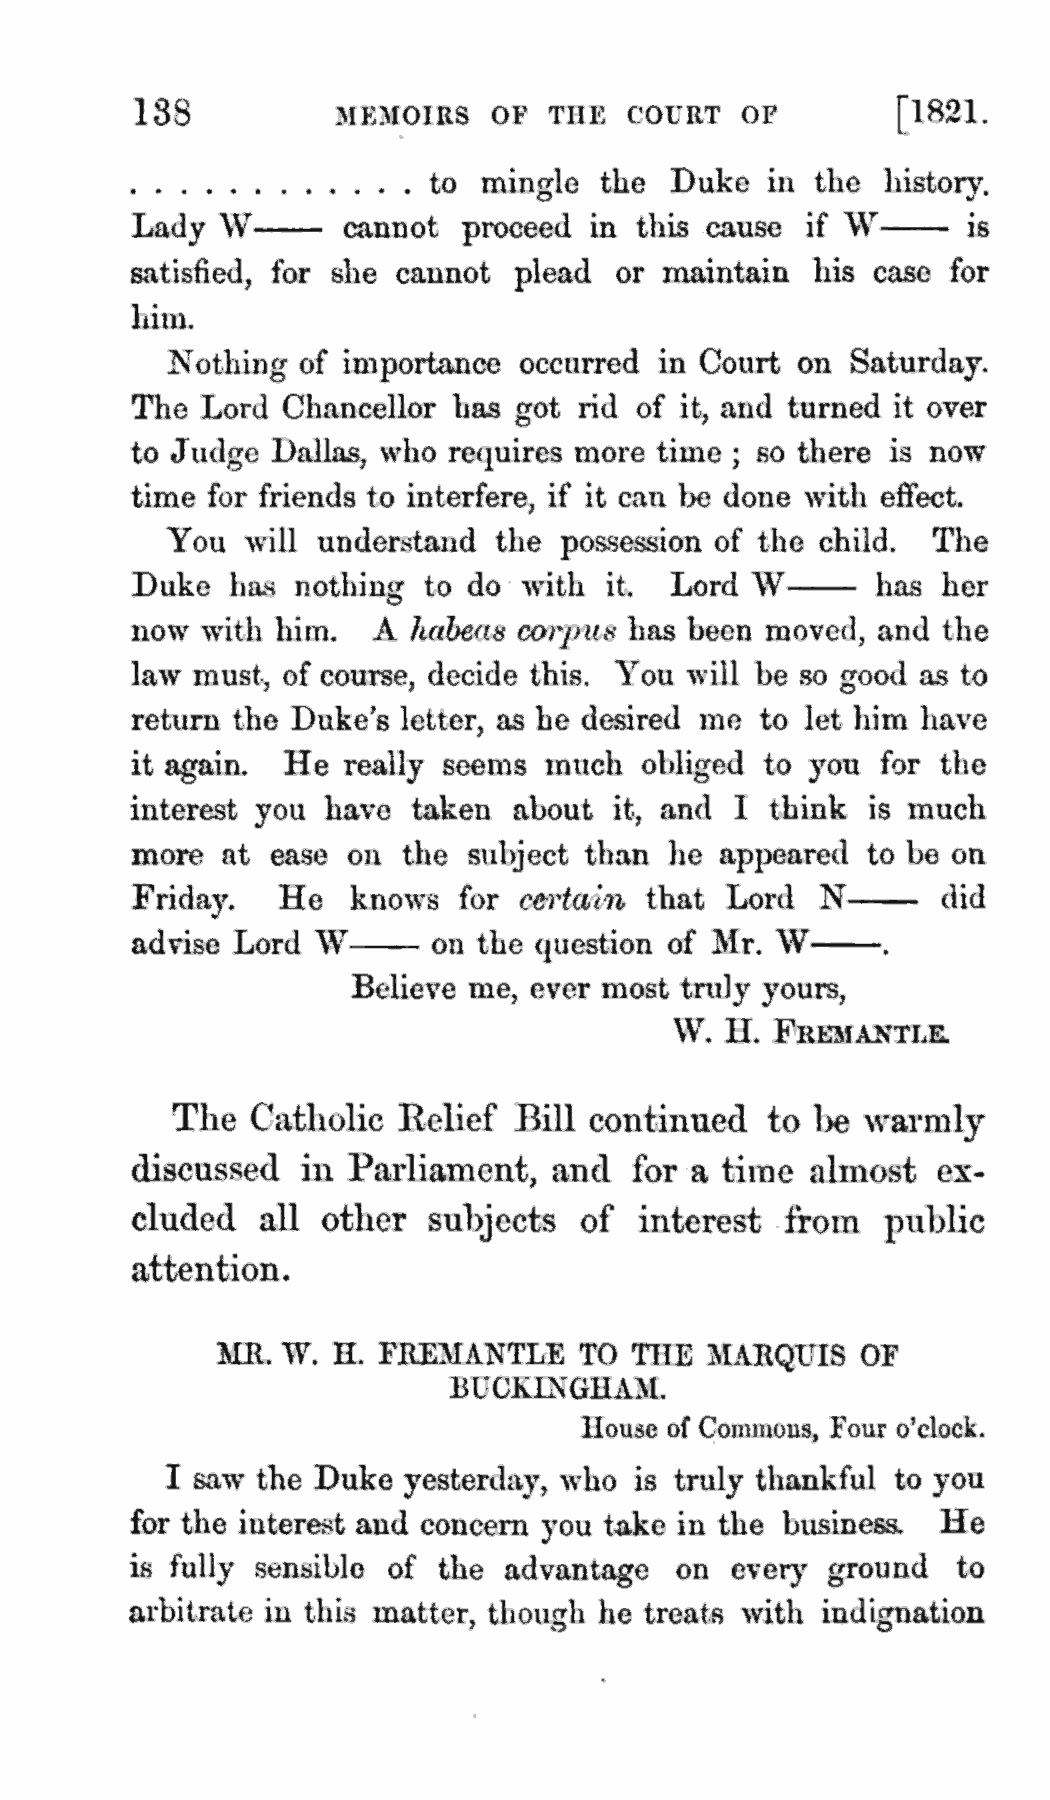 138 MEMOIRS OF THE COURT OF [1821.
. . . . . . . . . . . . to mingle the Duke in the history.
Lady W—— cannot proceed in this cause if W—— is
satisfied, for she cannot plead or maintain his case for
him.
Nothing of importance occurred in Court on Saturday.
The Lord Chancellor has got rid of it, and turned it over
to Judge Dallas, who requires more time ; so there is now
time for friends to interfere, if it can be done with effect.
You will understand the possession of the child. The
Duke has nothing to do with it. Lord W—— has her
now with him. A habeas corpus has been moved, and the
law must, of course, decide this. You will be so good as to
return the Duke's letter, as he desired me to let him have
it again. He really seems much obliged to you for the
interest you have taken about it, and I think is much
more at ease on the subject than he appeared to be on
Friday. He knows for certain that Lord N—— did
advise Lord W—— on the question of Mr. W——.
Believe me, ever most truly yours,
W. H. FREMANTLE.
The Catholic Relief Bill continued to be warmly
discussed in Parliament, and for a time almost ex-
cluded all other subjects of interest from public
attention.
MR. W. H. FREMANTLE TO THE MARQUIS OF
BUCKINGHAM.
House of Commons, Four o'clock.
I saw the Duke yesterday, who is truly thankful to you
for the interest and concern you take in the business. He
is fully sensible of the advantage on every ground to
arbitrate in this matter, though he treats with indignation